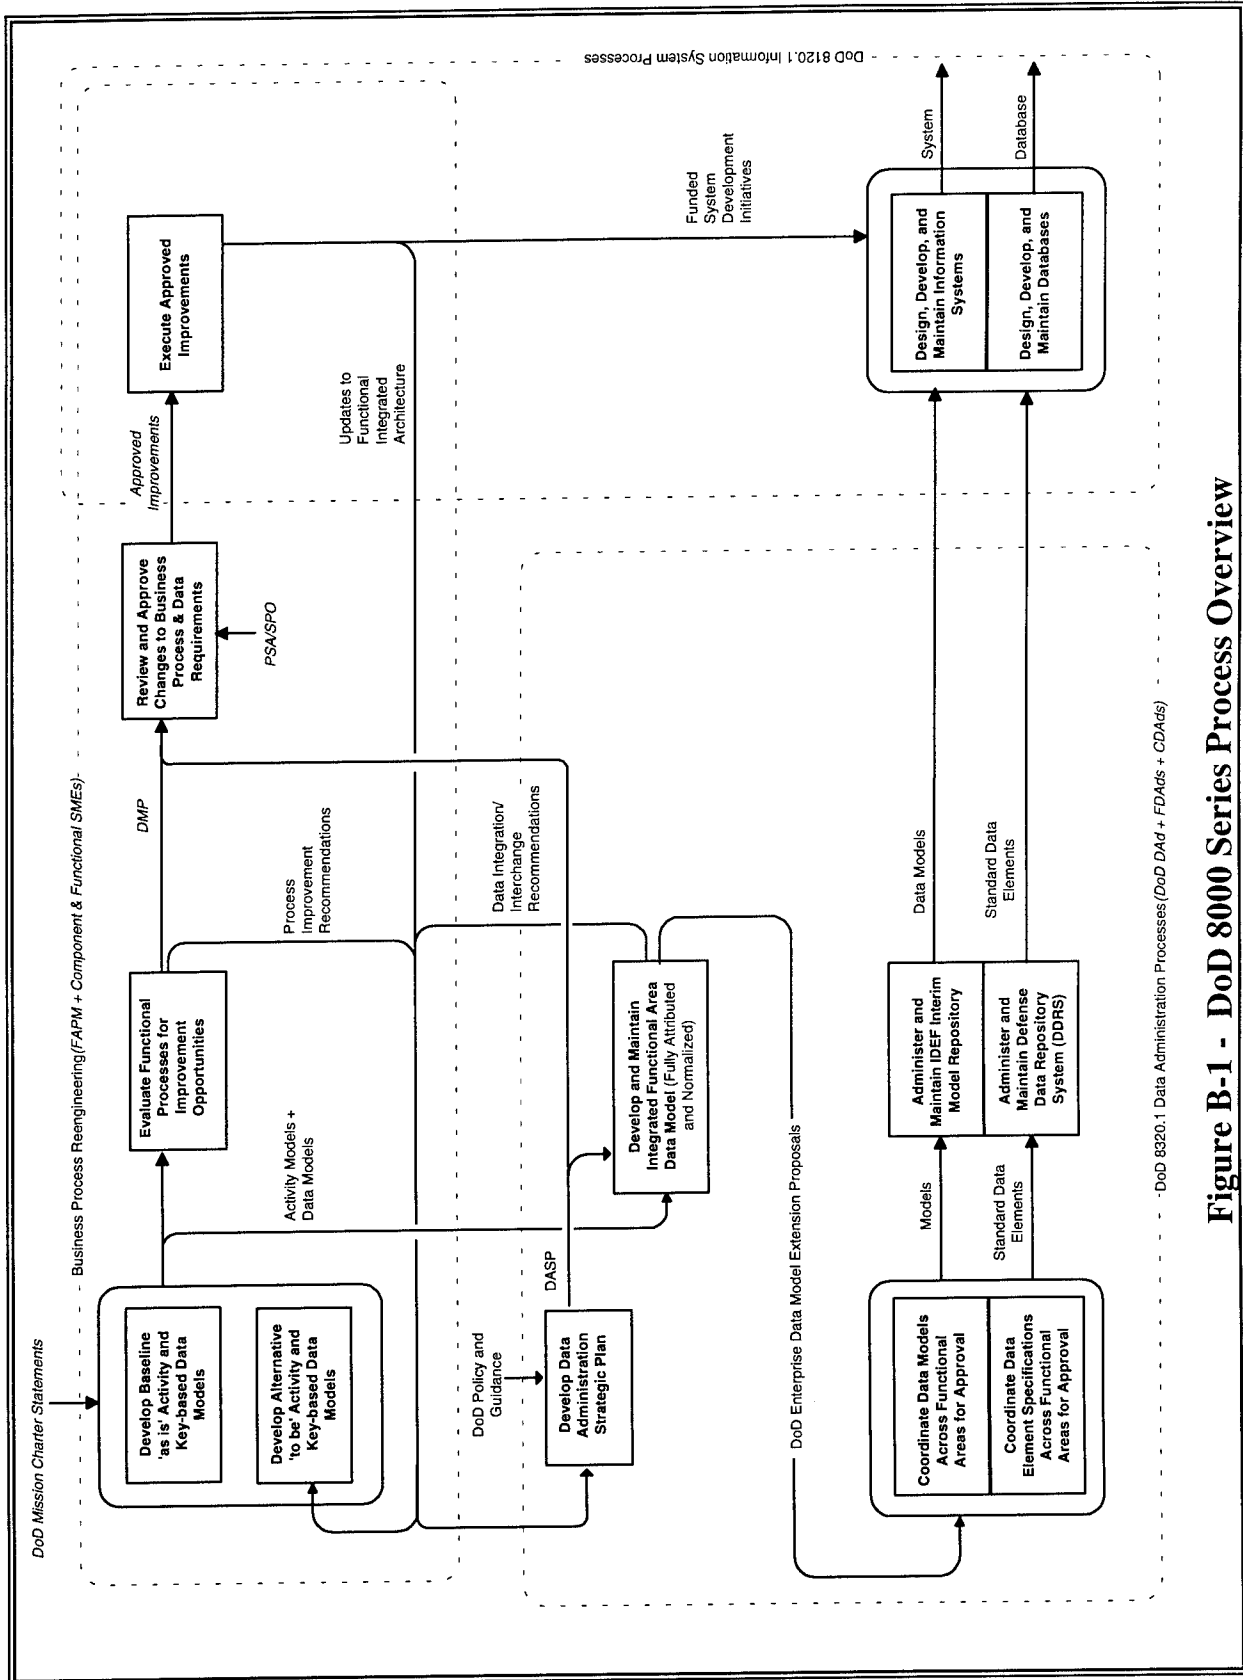 DoD Mission Charter Statements
Business Process Reengineering (FAPM + Component & Functional SMEs)
Develop Baseline
'as is' Activity and
Key-based Data
Models
Develop Alternative
'to be' Activity and
Key-based Data
Models
Activity Models +
Data Models
Evaluate Functional
Processes for
Improvement
Opportunities
DMP
Process
Improvement
Recommendations
Review and Approve
Changes to Business
Process & Data
Requirements
PSA/SPO
Approved
Improvements
Execute Approved
Improvements
Updates to
Functional
Integrated
Architecture
DoD Policy and
Guidance
Develop Data
Administration
Strategic Plan
DASP
Data Integration/
Interchange
Recommendations
Develop and Maintain
Integrated Functional Area
Data Model (Fully Attributed
and Normalized)
Funded
System
Development
Initiatives
DoD Enterprise Data Model Extension Proposals
Coordinate Data Models
Across Functional
Areas for Approval
Coordinate Data
Element Specifications
Across Functional
Areas for Approval
Models
Standard Data
Elements
Administer and
Maintain IDEF Interim
Model Repository
Administer and
Maintain Defense
Data Repository
System (DDRS)
Data Models
Standard Data
Elements
Design, Develop, and
Maintain Information
Systems
Design, Develop, and
Maintain Databases
System
Database
DoD 8120.1 Information System Processes
DoD 8320.1 Data Administration Processes (DoD DAd + FDAds + CDAds)
Figure B-1 - DoD 8000 Series Process Overview